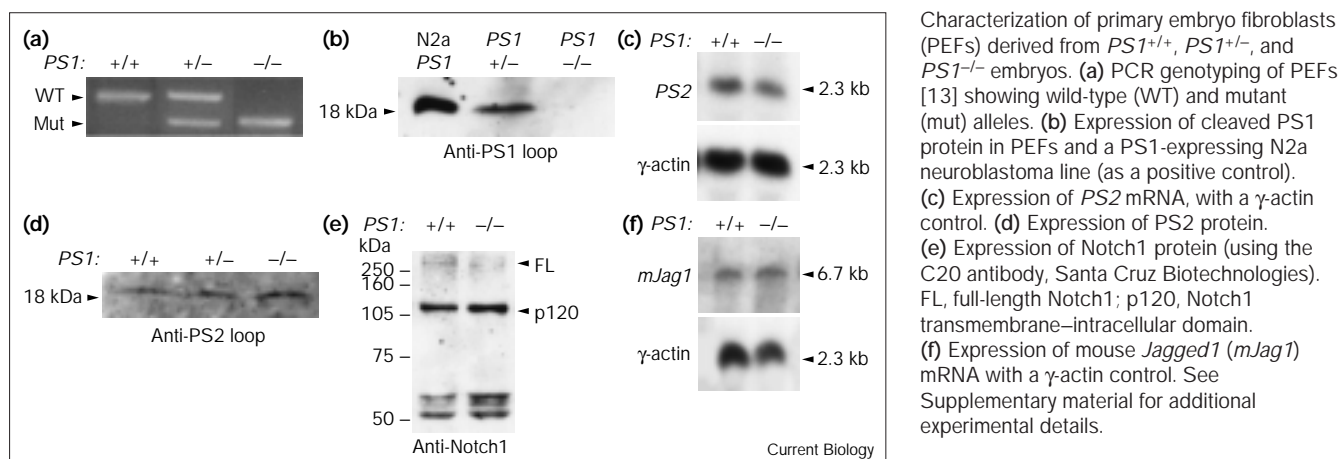 (a)
PS1: +/+ +/− −/−
WT
Mut
(b)
N2a PS1 PS1
PS1 +/− −/−
18 kDa
Anti-PS1 loop
(c) PS1: +/+ −/−
PS2 2.3 kb
γ-actin 2.3 kb
(d)
PS1: +/+ +/− −/−
18 kDa
Anti-PS2 loop
(e) PS1: +/+ −/−
kDa
250
160
105
75
50
FL
p120
Anti-Notch1
(f) PS1: +/+ −/−
mJag1 6.7 kb
γ-actin 2.3 kb
Current Biology
Characterization of primary embryo fibroblasts
(PEFs) derived from PS1+/+, PS1+/−, and
PS1−/− embryos. (a) PCR genotyping of PEFs
[13] showing wild-type (WT) and mutant
(mut) alleles. (b) Expression of cleaved PS1
protein in PEFs and a PS1-expressing N2a
neuroblastoma line (as a positive control).
(c) Expression of PS2 mRNA, with a γ-actin
control. (d) Expression of PS2 protein.
(e) Expression of Notch1 protein (using the
C20 antibody, Santa Cruz Biotechnologies).
FL, full-length Notch1; p120, Notch1
transmembrane–intracellular domain.
(f) Expression of mouse Jagged1 (mJag1)
mRNA with a γ-actin control. See
Supplementary material for additional
experimental details.